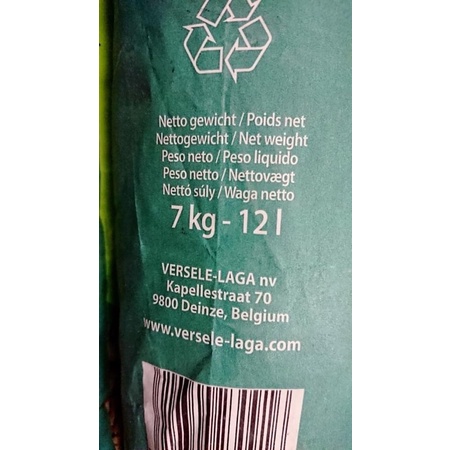 Netto gewicht / Poids net
Nettogewicht / Net weight
Peso neto / Peso liquido
Peso netto / Nettovægt
Nettó súly / Waga netto
7 kg - 12 l
VERSELE-LAGA nv
Kapellestraat 70
9800 Deinze, Belgium
www.versele-laga.com